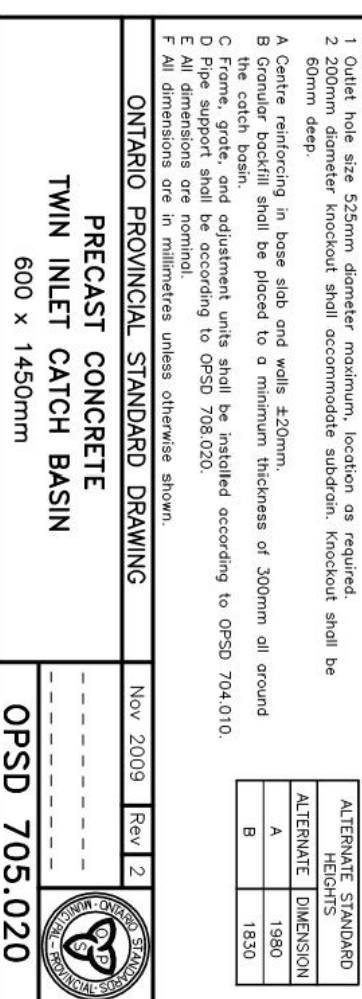 1 Outlet hole size 525mm diameter maximum, location as required.
2 200mm diameter knockout shall accommodate subdrain. Knockout shall be
60mm deep.
A Centre reinforcing in base slab and walls ±20mm.
B Granular backfill shall be placed to a minimum thickness of 300mm all around
the catch basin.
C Frame, grate, and adjustment units shall be installed according to OPSD 704.010.
D Pipe support shall be according to OPSD 708.020.
E All dimensions are nominal.
F All dimensions are in millimetres unless otherwise shown.
ALTERNATE STANDARD
HEIGHTS
ALTERNATE DIMENSION
A 1980
B 1830
ONTARIO PROVINCIAL STANDARD DRAWING
Nov 2009 Rev 2
PRECAST CONCRETE
TWIN INLET CATCH BASIN
600 x 1450mm
OPSD 705.020
ONTARIO
STANDARDS
MUNICIPAL - PROVINCIAL
O P S